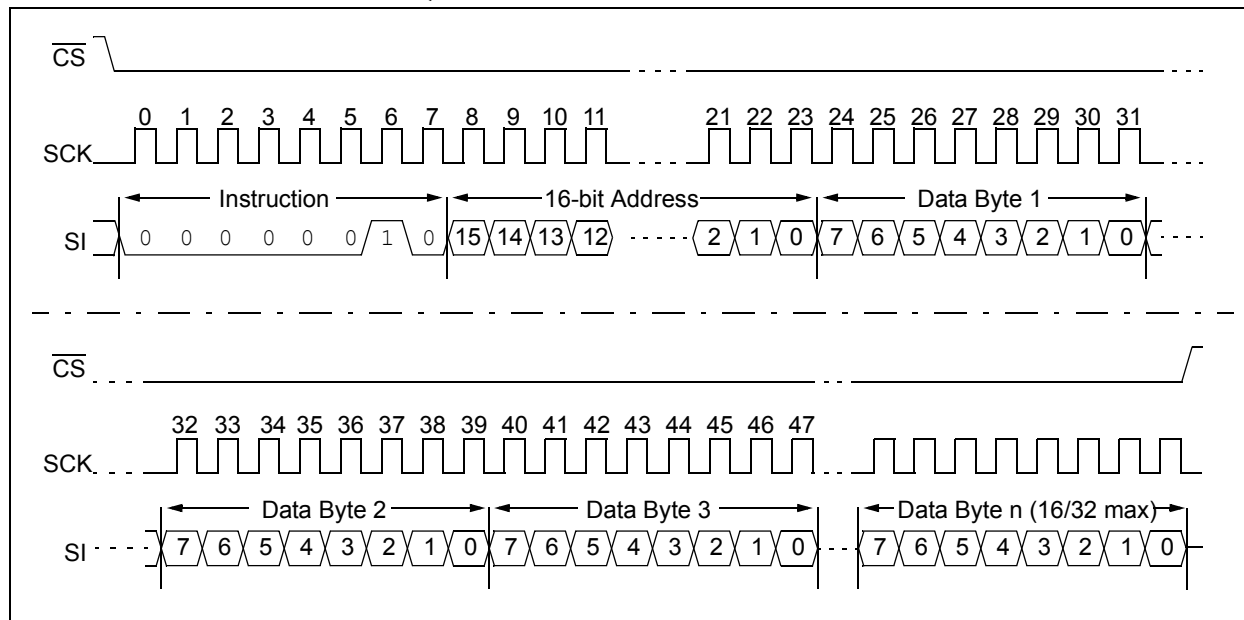 CS
0 1 2 3 4 5 6 7 8 9 10 11 21 22 23 24 25 26 27 28 29 30 31
SCK
Instruction 16-bit Address Data Byte 1
SI 0 0 0 0 0 0 1 0 15 14 13 12 2 1 0 7 6 5 4 3 2 1 0
CS
32 33 34 35 36 37 38 39 40 41 42 43 44 45 46 47
SCK
Data Byte 2 Data Byte 3 Data Byte n (16/32 max)
SI 7 6 5 4 3 2 1 0 7 6 5 4 3 2 1 0 7 6 5 4 3 2 1 0